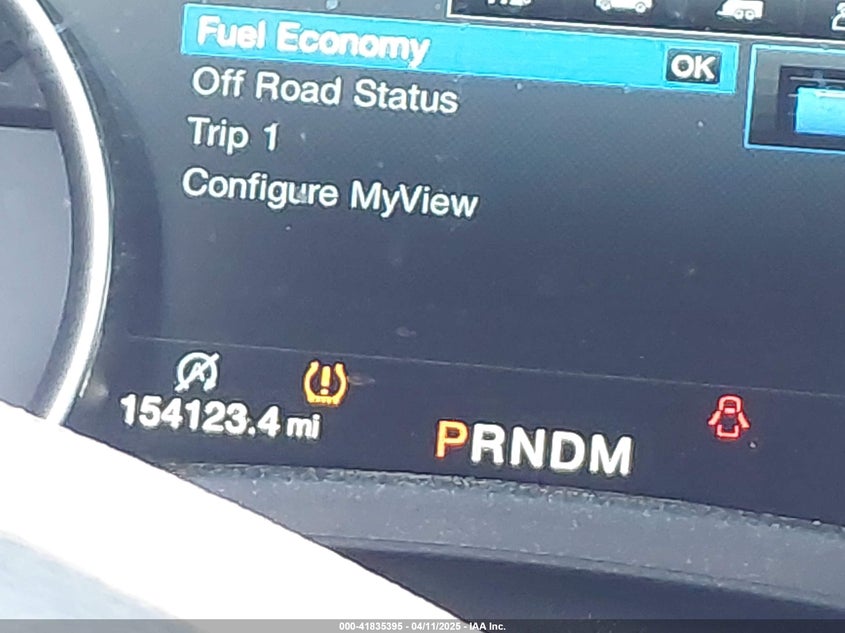 Fuel Economy
OK
Off Road Status
Trip 1
Configure MyView
154123.4 mi
PRNDM
000-41835395 - 04/11/2025 - IAA Inc.